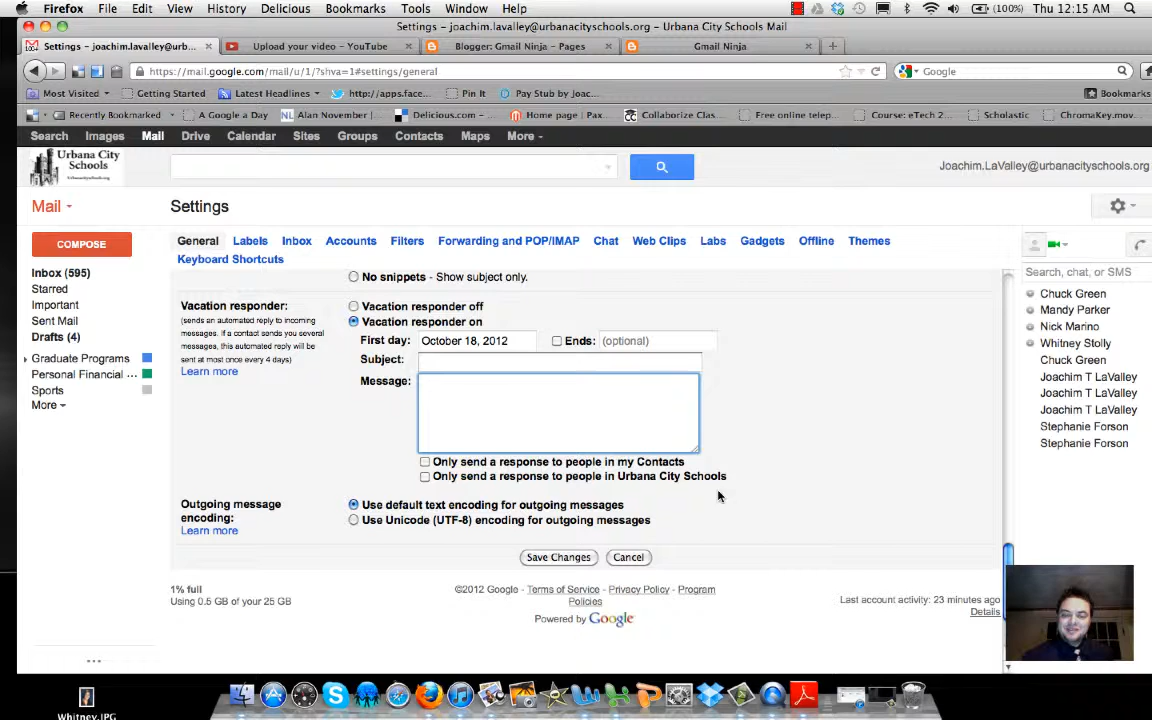 Firefox File Edit View History Delicious Bookmarks Tools Window Help (100%) Thu 12:15 AM
Settings - joachim.lavalley@urbanacityschools.org - Urbana City Schools Mail
Settings - joachim.lavalley@urb... Upload your video - YouTube Blogger: Gmail Ninja - Pages Gmail Ninja
https://mail.google.com/mail/u/1/?shva=1#settings/general Google
Most Visited Getting Started Latest Headlines http://apps.face... Pin It Pay Stub by Joac... Bookmarks
Recently Bookmarked A Google a Day Alan November | Delicious.com - ... Home page | Pax... Collaborize Clas... Free online telep... Course: eTech 2... Scholastic ChromaKey.mov...
Search Images Mail Drive Calendar Sites Groups Contacts Maps More
Urbana City
Schools
Joachim.LaValley@urbanacityschools.org
Mail
Settings
COMPOSE
General Labels Inbox Accounts Filters Forwarding and POP/IMAP Chat Web Clips Labs Gadgets Offline Themes
Keyboard Shortcuts
Inbox (595)
Starred
Important
Sent Mail
Drafts (4)
Graduate Programs
Personal Financial ...
Sports
More
No snippets - Show subject only.
Vacation responder:
(sends an automated reply to incoming
messages. If a contact sends you several
messages, this automated reply will be
sent at most once every 4 days)
Learn more
Vacation responder off
Vacation responder on
First day: October 18, 2012 Ends: (optional)
Subject:
Message:
Only send a response to people in my Contacts
Only send a response to people in Urbana City Schools
Outgoing message
encoding:
Learn more
Use default text encoding for outgoing messages
Use Unicode (UTF-8) encoding for outgoing messages
Save Changes Cancel
1% full
Using 0.5 GB of your 25 GB
©2012 Google - Terms of Service - Privacy Policy - Program
Policies
Powered by Google
Last account activity: 23 minutes ago
Details
Search, chat, or SMS
Chuck Green
Mandy Parker
Nick Marino
Whitney Stolly
Chuck Green
Joachim T LaValley
Joachim T LaValley
Joachim T LaValley
Stephanie Forson
Stephanie Forson
Whitney.JPG